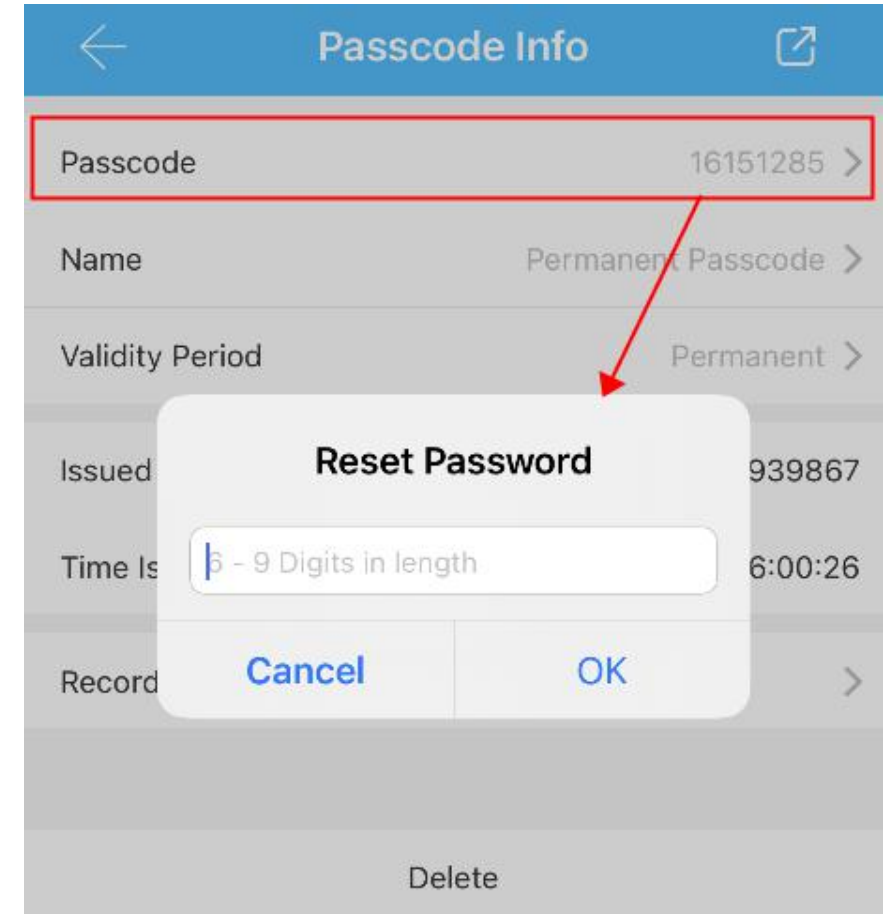 Passcode Info
Passcode 16151285
Name Permanent Passcode
Validity Period Permanent
Issued 939867
Reset Password
Time Is 6:00:26
6 - 9 Digits in length
Record
Cancel OK
Delete